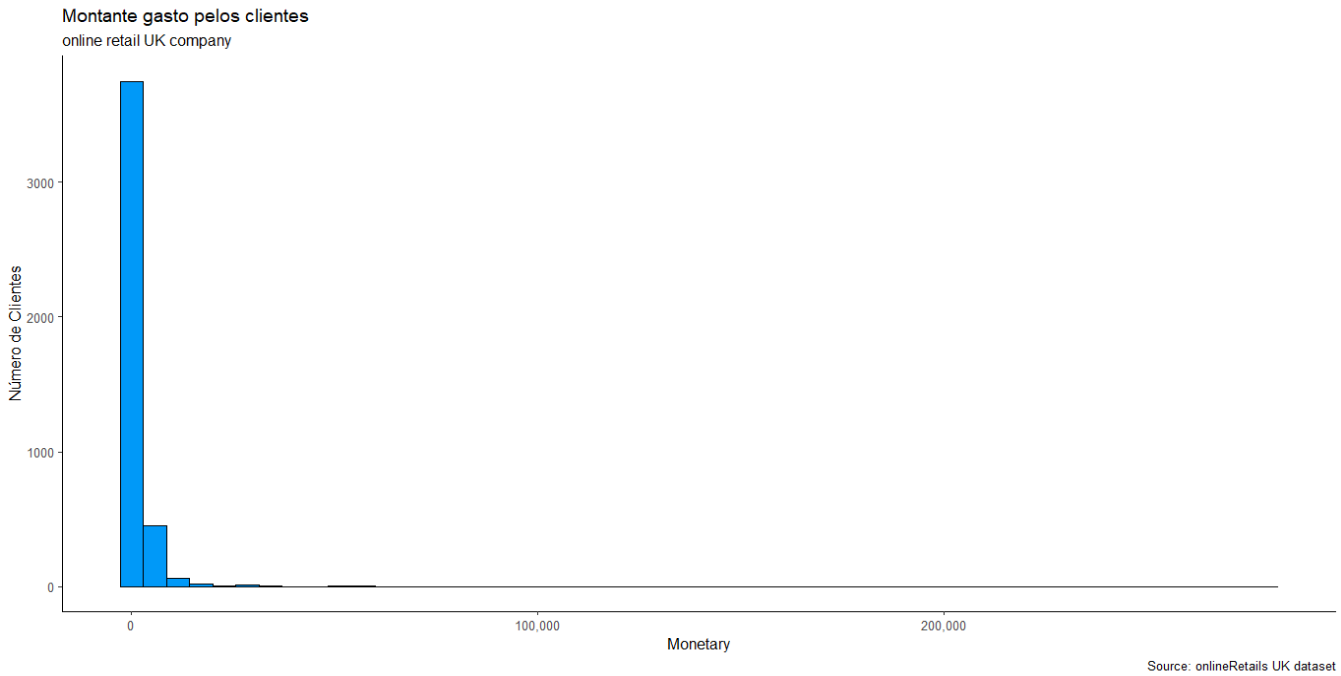 Montante gasto pelos clientes
online retail UK company
Número de Clientes
3000
2000
1000
0
0
100,000
200,000
Monetary
Source: onlineRetails UK dataset